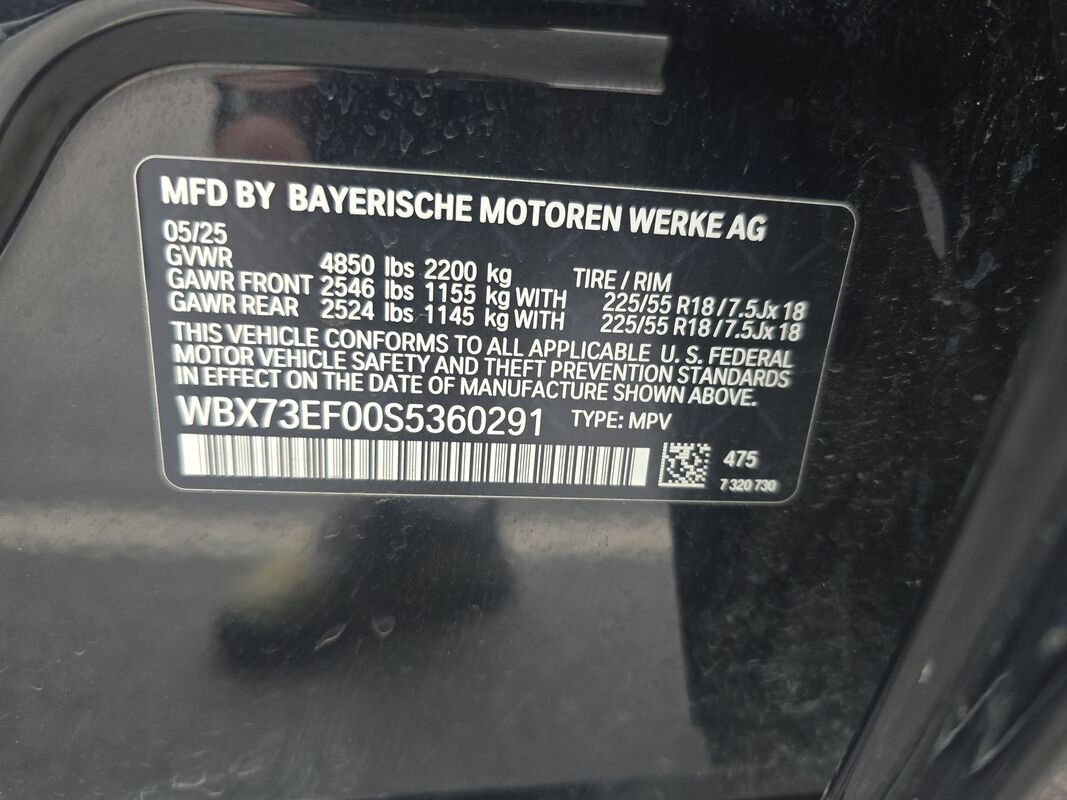 MFD BY BAYERISCHE MOTOREN WERKE AG
05/25
GVWR 4850 lbs 2200 kg TIRE / RIM
GAWR FRONT 2546 lbs 1155 kg WITH 225/55 R18 / 7.5Jx 18
GAWR REAR 2524 lbs 1145 kg WITH 225/55 R18 / 7.5Jx 18
THIS VEHICLE CONFORMS TO ALL APPLICABLE U. S. FEDERAL
MOTOR VEHICLE SAFETY AND THEFT PREVENTION STANDARDS
IN EFFECT ON THE DATE OF MANUFACTURE SHOWN ABOVE.
WBX73EF00S5360291 TYPE: MPV
475
7 320 730